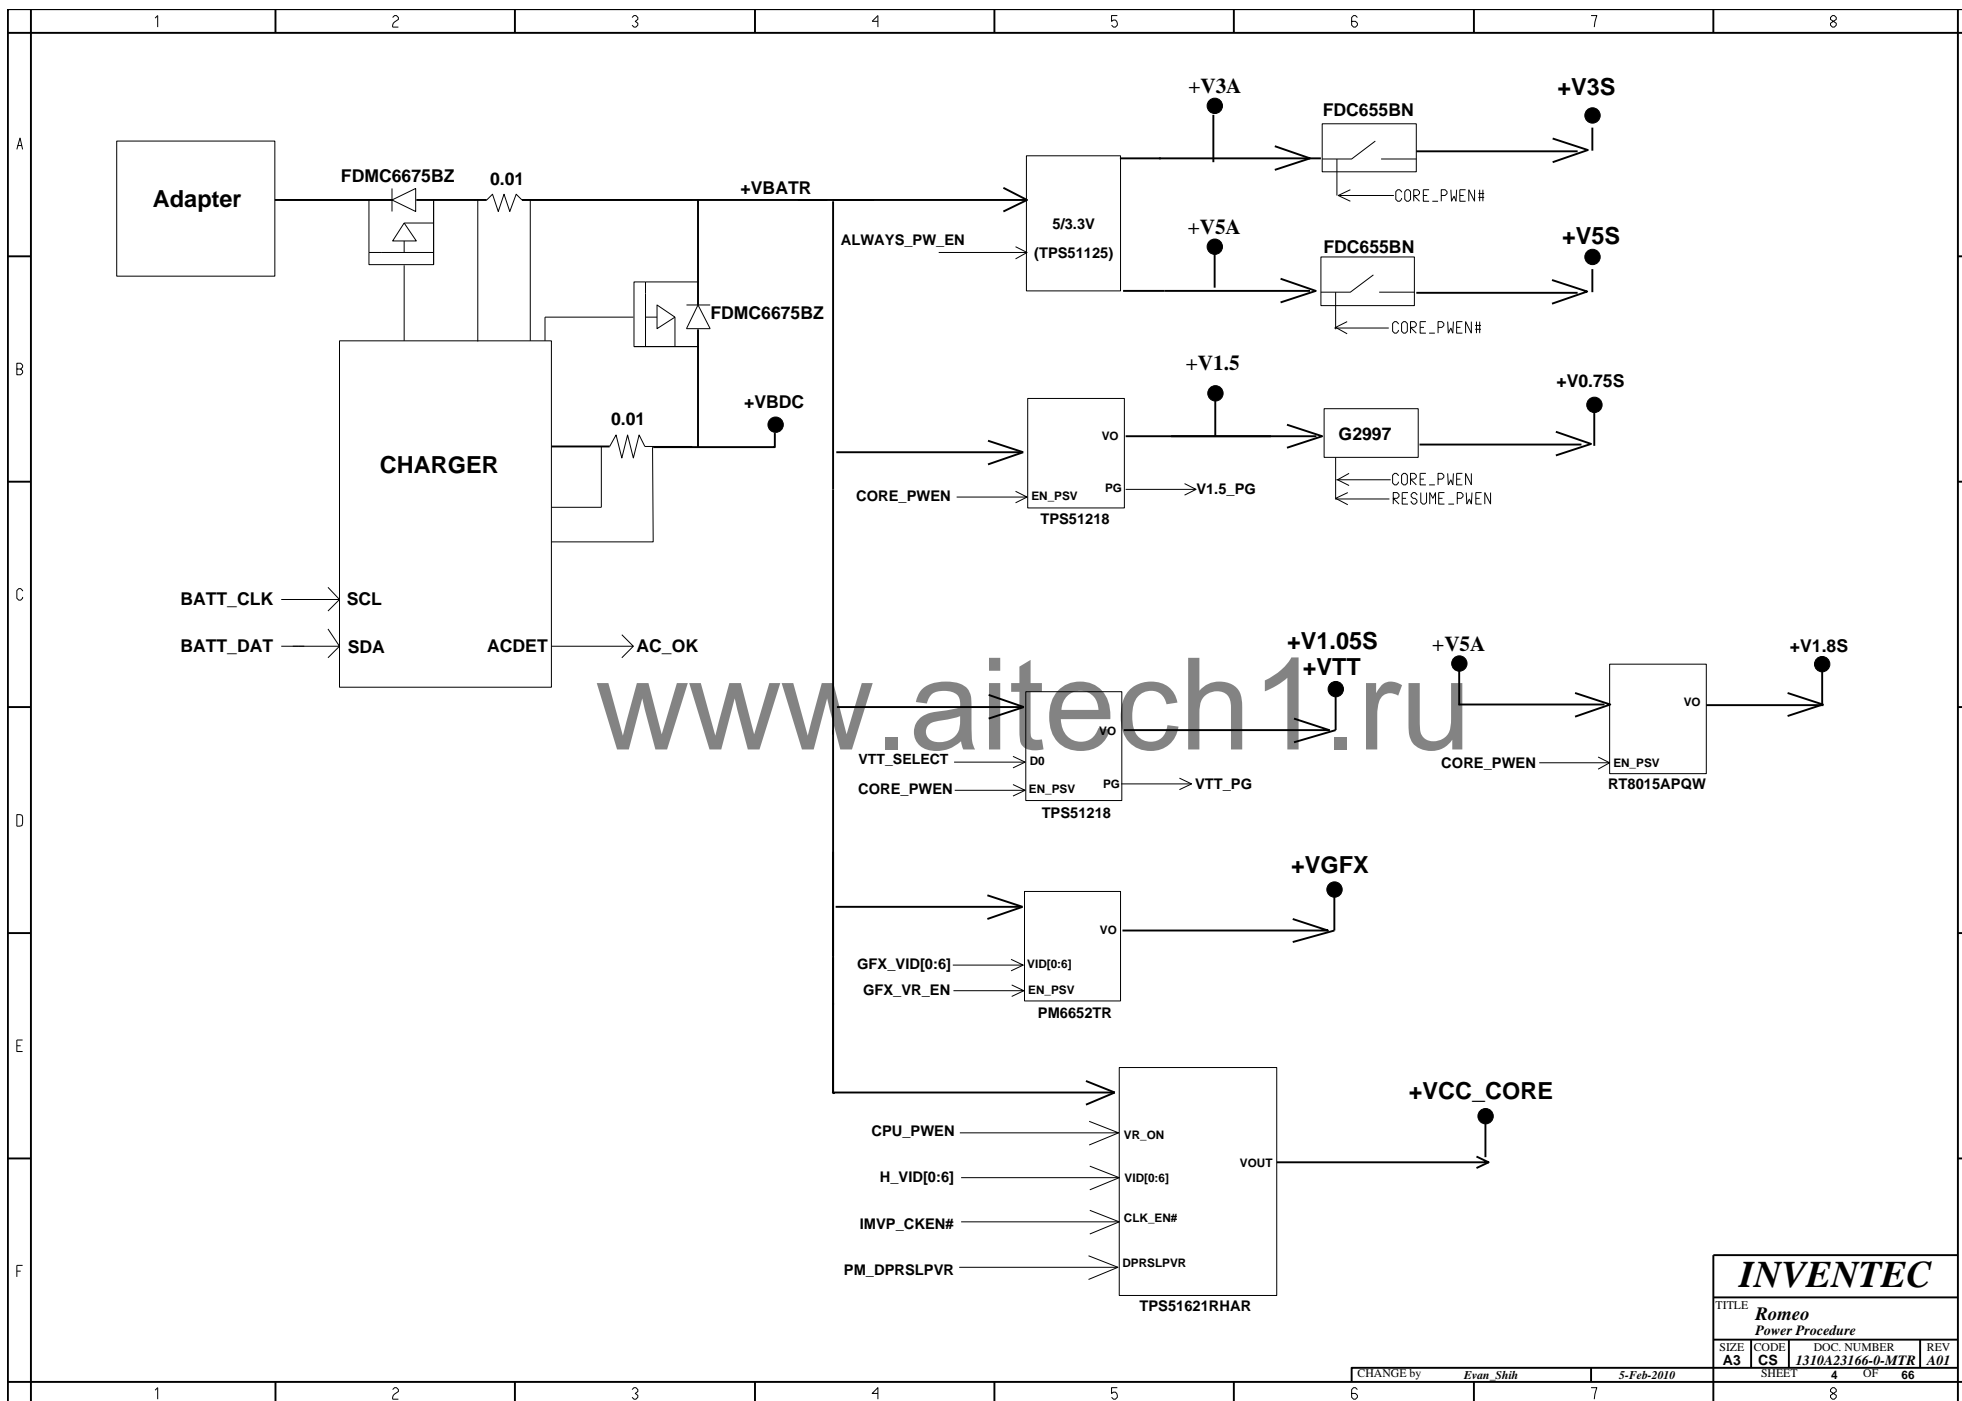 1 2 3 4 5 6 7 8
A
B
C
D
E
F
Adapter
FDMC6675BZ
0.01
+VBATR
ALWAYS_PW_EN
5/3.3V
(TPS51125)
+V3A
FDC655BN
+V3S
CORE_PWEN#
+V5A
FDC655BN
+V5S
CORE_PWEN#
FDMC6675BZ
+VBDC
0.01
CHARGER
BATT_CLK
SCL
BATT_DAT
SDA
ACDET
AC_OK
+V1.5
VO
CORE_PWEN
EN_PSV
PG
V1.5_PG
TPS51218
G2997
+V0.75S
CORE_PWEN
RESUME_PWEN
+V1.05S
+VTT
VO
VTT_SELECT
D0
CORE_PWEN
EN_PSV
PG
VTT_PG
TPS51218
+V5A
+V1.8S
VO
CORE_PWEN
EN_PSV
RT8015APQW
www.aitech1.ru
+VGFX
VO
GFX_VID[0:6]
VID[0:6]
GFX_VR_EN
EN_PSV
PM6652TR
+VCC_CORE
CPU_PWEN
VR_ON
VOUT
H_VID[0:6]
VID[0:6]
IMVP_CKEN#
CLK_EN#
PM_DPRSLPVR
DPRSLPVR
TPS51621RHAR
INVENTEC
TITLE
Romeo
Power Procedure
SIZE CODE DOC. NUMBER REV
A3 CS 1310A23166-0-MTR A01
CHANGE by Evan_Shih 5-Feb-2010 SHEET 4 OF 66
1 2 3 4 5 6 7 8